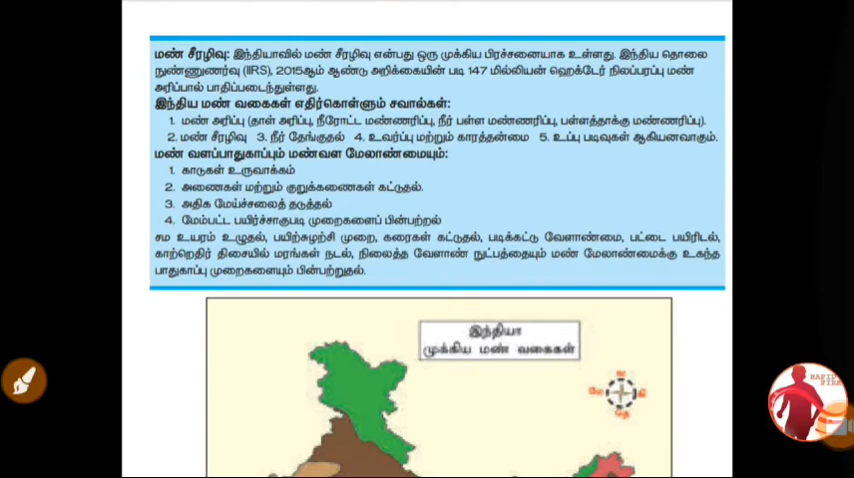 மண் சீரழிவு: இந்தியாவில் மண் சீரழிவு என்பது ஒரு முக்கிய பிரச்சனையாக உள்ளது. இந்திய தொலை
நுண்ணுணர்வு (IIRS), 2015ஆம் ஆண்டு அறிக்கையின் படி 147 மில்லியன் ஹெக்டேர் நிலப்பரப்பு மண்
அரிப்பால் பாதிப்படைந்துள்ளது.
இந்திய மண் வகைகள் எதிர்கொள்ளும் சவால்கள்:
1. மண் அரிப்பு (தாள் அரிப்பு, நீரோட்ட மண்ணரிப்பு, நீர் பள்ள மண்ணரிப்பு, பள்ளத்தாக்கு மண்ணரிப்பு).
2. மண் சீரழிவு 3. நீர் தேங்குதல் 4. உவர்ப்பு மற்றும் காரத்தன்மை 5. உப்பு படிவுகள் ஆகியனவாகும்.
மண் வளப்பாதுகாப்பும் மண்வள மேலாண்மையும்:
1. காடுகள் உருவாக்கம்
2. அணைகள் மற்றும் குறுக்கணைகள் கட்டுதல்.
3. அதிக மேய்ச்சலைத் தடுத்தல்
4. மேம்பட்ட பயிர்ச்சாகுபடி முறைகளைப் பின்பற்றல்
சம உயரம் உழுதல், பயிற்சுழற்சி முறை, கரைகள் கட்டுதல், படிக்கட்டு வேளாண்மை, பட்டை பயிரிடல்,
காற்றெதிர் திசையில் மரங்கள் நடல், நிலைத்த வேளாண் நுட்பத்தையும் மண் மேலாண்மைக்கு உகந்த
பாதுகாப்பு முறைகளையும் பின்பற்றுதல்.
இந்தியா
முக்கிய மண் வகைகள்
வ
மே
கி
தெ
RAPID
FIRE